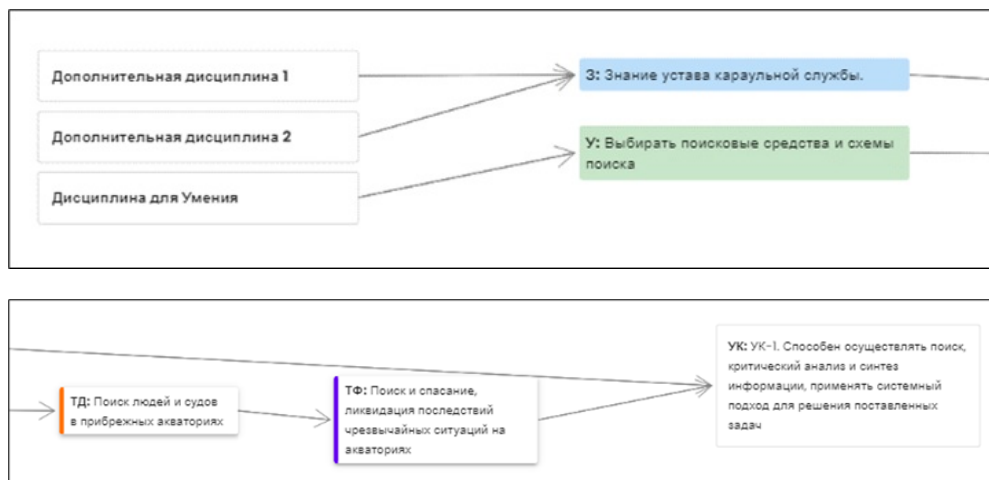 Дополнительная дисциплина 1
З: Знание устава караульной службы.
Дополнительная дисциплина 2
У: Выбирать поисковые средства и схемы
поиска
Дисциплина для Умения
УК: УК-1. Способен осуществлять поиск,
критический анализ и синтез
информации, применять системный
подход для решения поставленных
задач
ТД: Поиск людей и судов
в прибрежных акваториях
ТФ: Поиск и спасание,
ликвидация последствий
чрезвычайных ситуаций на
акваториях